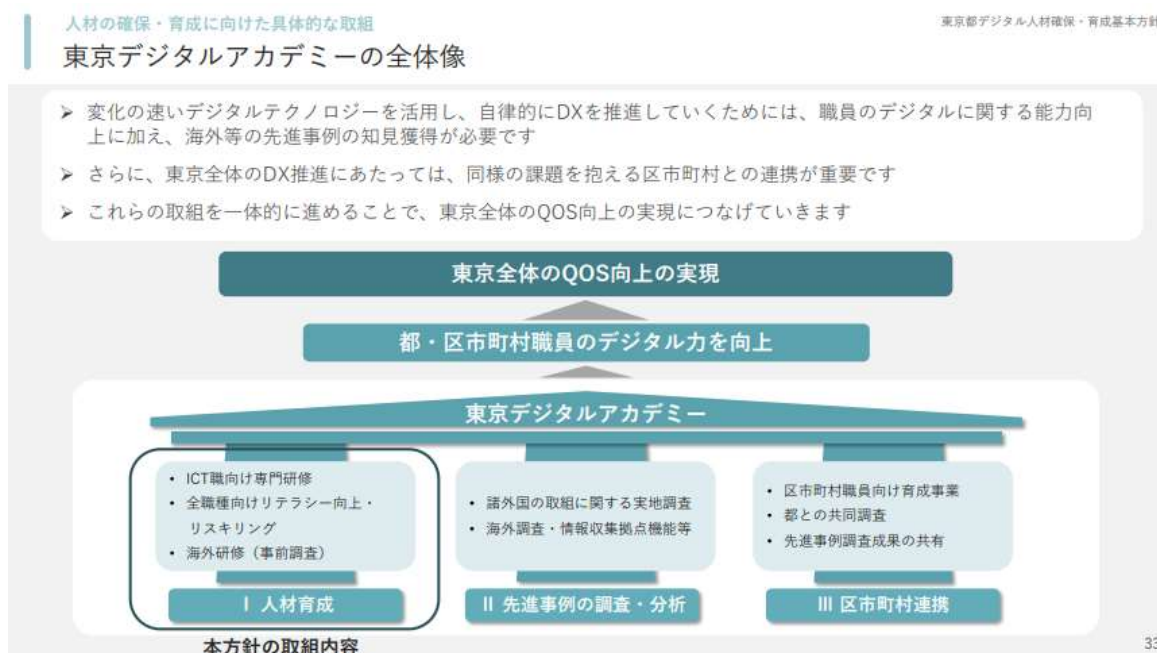 人材の確保・育成に向けた具体的な取組
東京都デジタル人材確保・育成基本方針
東京デジタルアカデミーの全体像
➤ 変化の速いデジタルテクノロジーを活用し、自律的にDXを推進していくためには、職員のデジタルに関する能力向
上に加え、海外等の先進事例の知見獲得が必要です
➤ さらに、東京全体のDX推進にあたっては、同様の課題を抱える区市町村との連携が重要です
➤ これらの取組を一体的に進めることで、東京全体のQOS向上の実現につなげていきます
東京全体のQOS向上の実現
都・区市町村職員のデジタル力を向上
東京デジタルアカデミー
• ICT職向け専門研修
• 全職種向けリテラシー向上・
リスキリング
• 海外研修（事前調査）
Ⅰ 人材育成
本方針の取組内容
• 諸外国の取組に関する実地調査
• 海外調査・情報収集拠点機能等
Ⅱ 先進事例の調査・分析
• 区市町村職員向け育成事業
• 都との共同調査
• 先進事例調査成果の共有
Ⅲ 区市町村連携
33